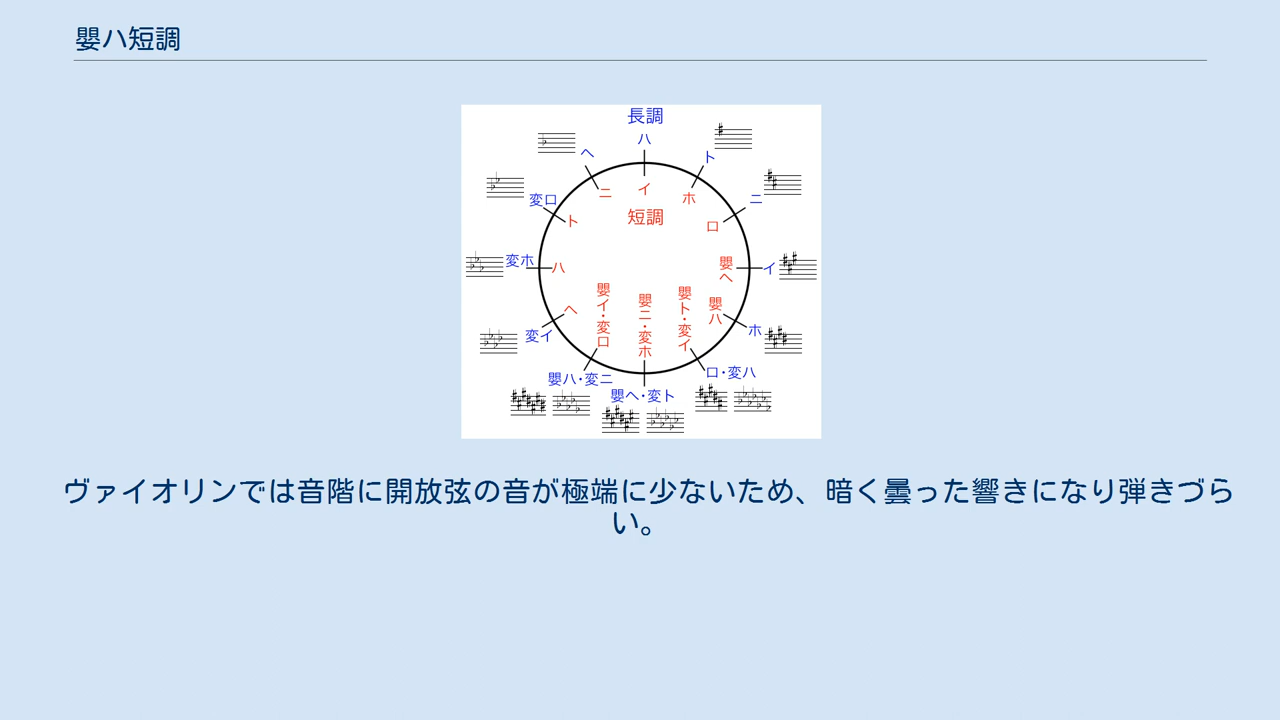 嬰ハ短調
長調
ハ
ヘ
ト
変ロ
ニ
イ
ホ
ニ
短調
ト
ロ
変ホ
ハ
嬰ヘ
イ
ヘ
嬰イ・変ロ
嬰ニ・変ホ
嬰ト・変イ
嬰ハ
変イ
ホ
嬰ハ・変ニ
嬰ヘ・変ト
ロ・変ハ
ヴァイオリンでは音階に開放弦の音が極端に少ないため、暗く曇った響きになり弾きづら
い。